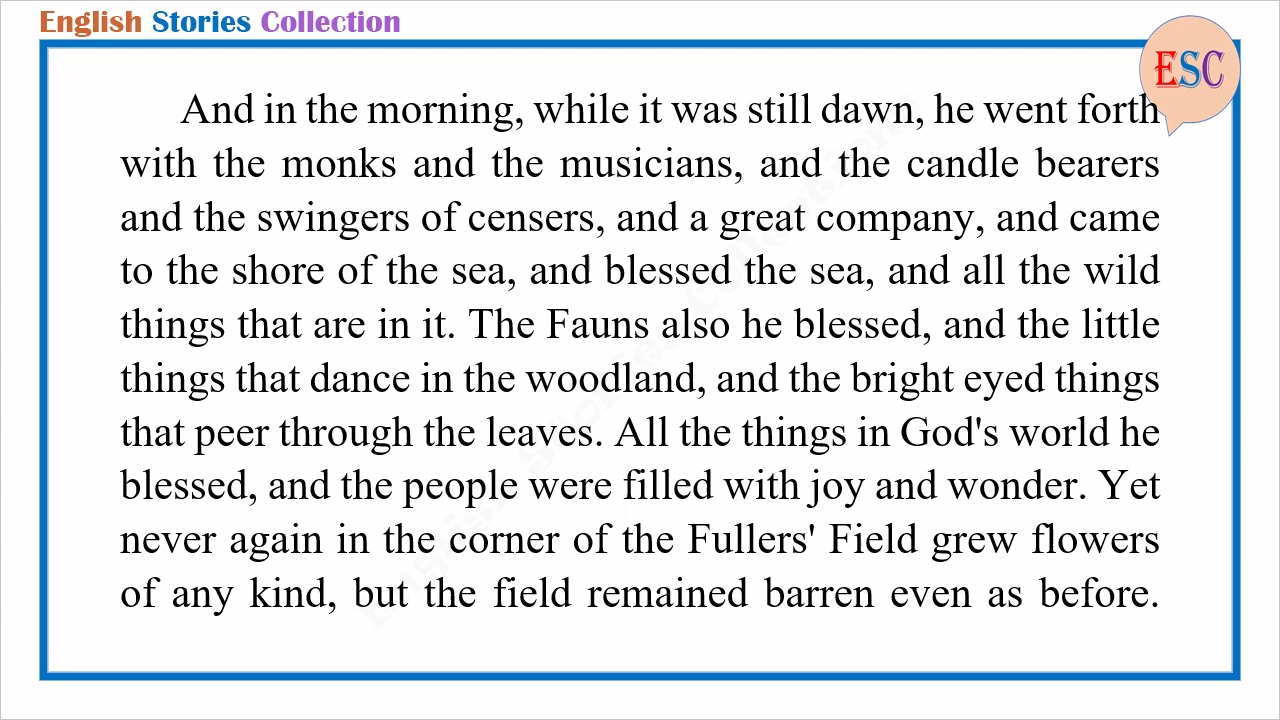 English Stories Collection
ESC
And in the morning, while it was still dawn, he went forth
with the monks and the musicians, and the candle bearers
and the swingers of censers, and a great company, and came
to the shore of the sea, and blessed the sea, and all the wild
things that are in it. The Fauns also he blessed, and the little
things that dance in the woodland, and the bright eyed things
that peer through the leaves. All the things in God's world he
blessed, and the people were filled with joy and wonder. Yet
never again in the corner of the Fullers' Field grew flowers
of any kind, but the field remained barren even as before.